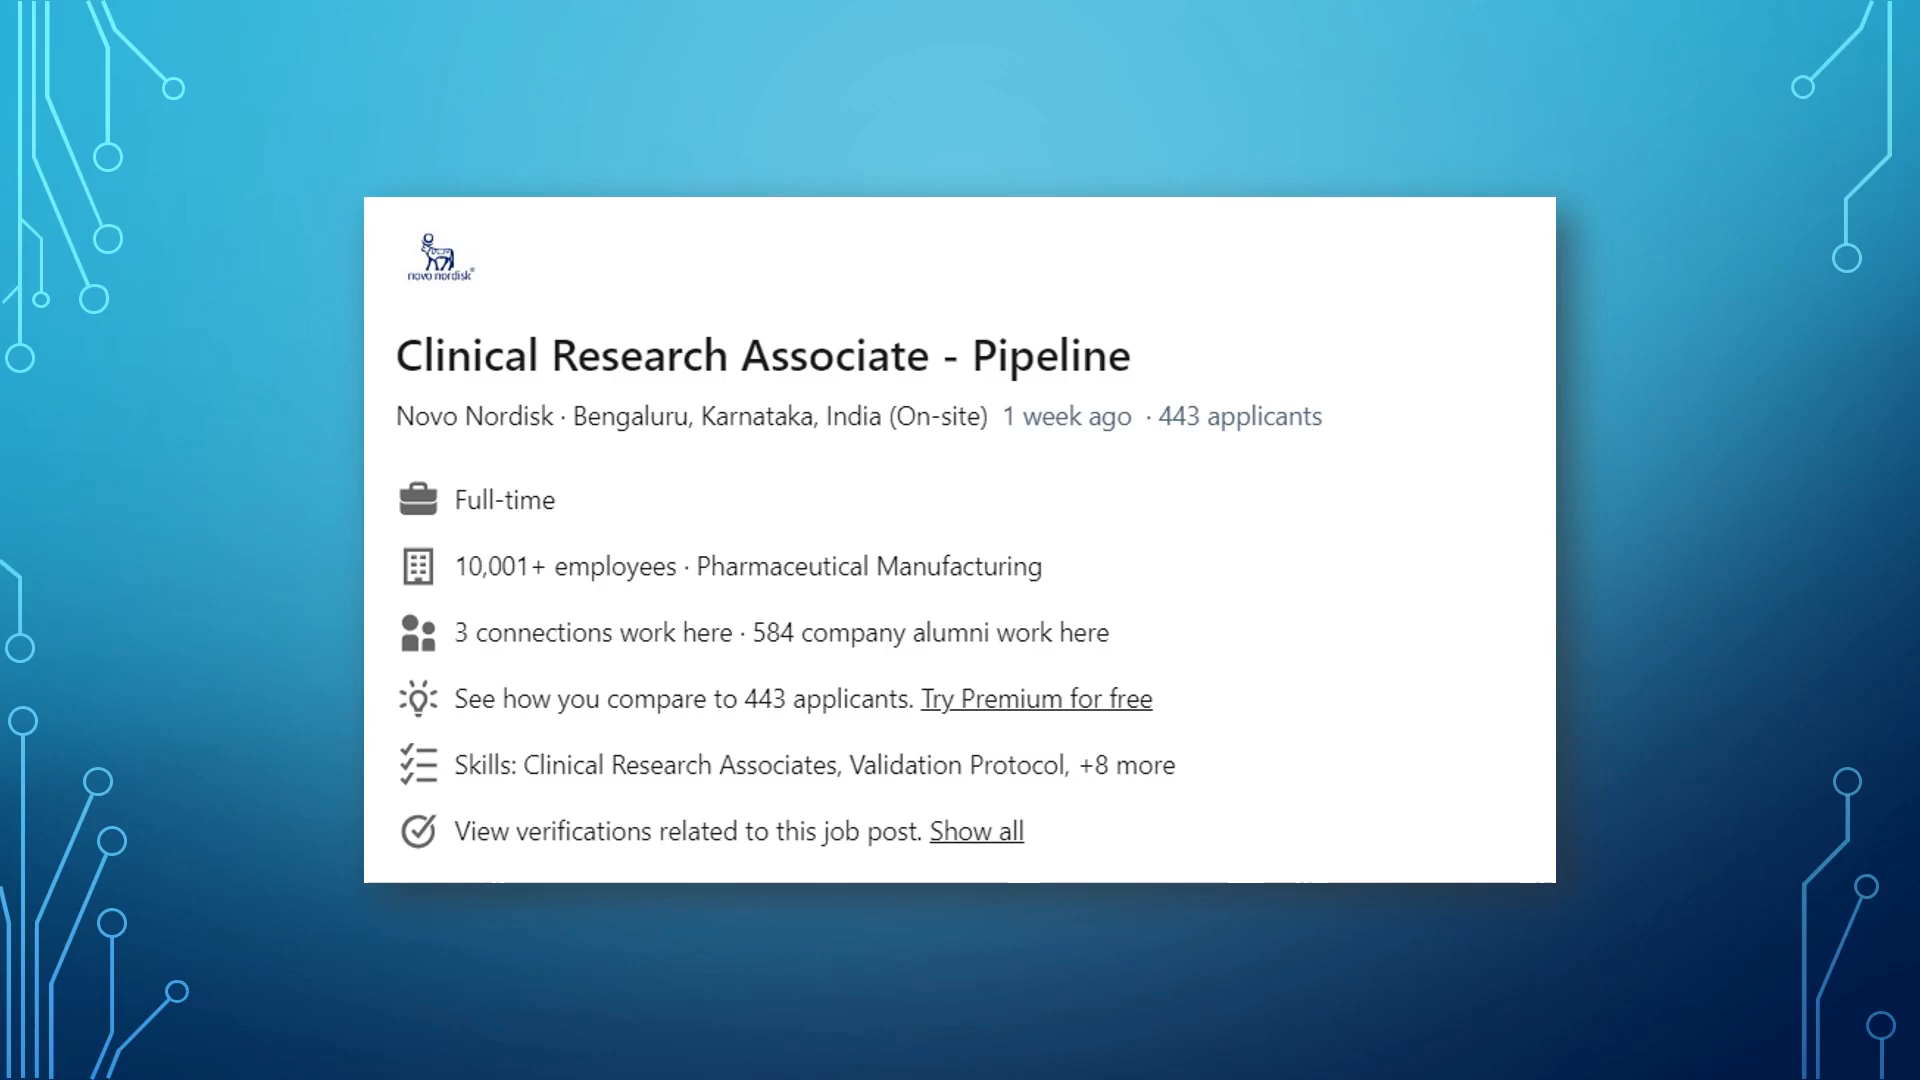 novo nordisk®
Clinical Research Associate - Pipeline
Novo Nordisk · Bengaluru, Karnataka, India (On-site) 1 week ago · 443 applicants
Full-time
10,001+ employees · Pharmaceutical Manufacturing
3 connections work here · 584 company alumni work here
See how you compare to 443 applicants. Try Premium for free
Skills: Clinical Research Associates, Validation Protocol, +8 more
View verifications related to this job post. Show all